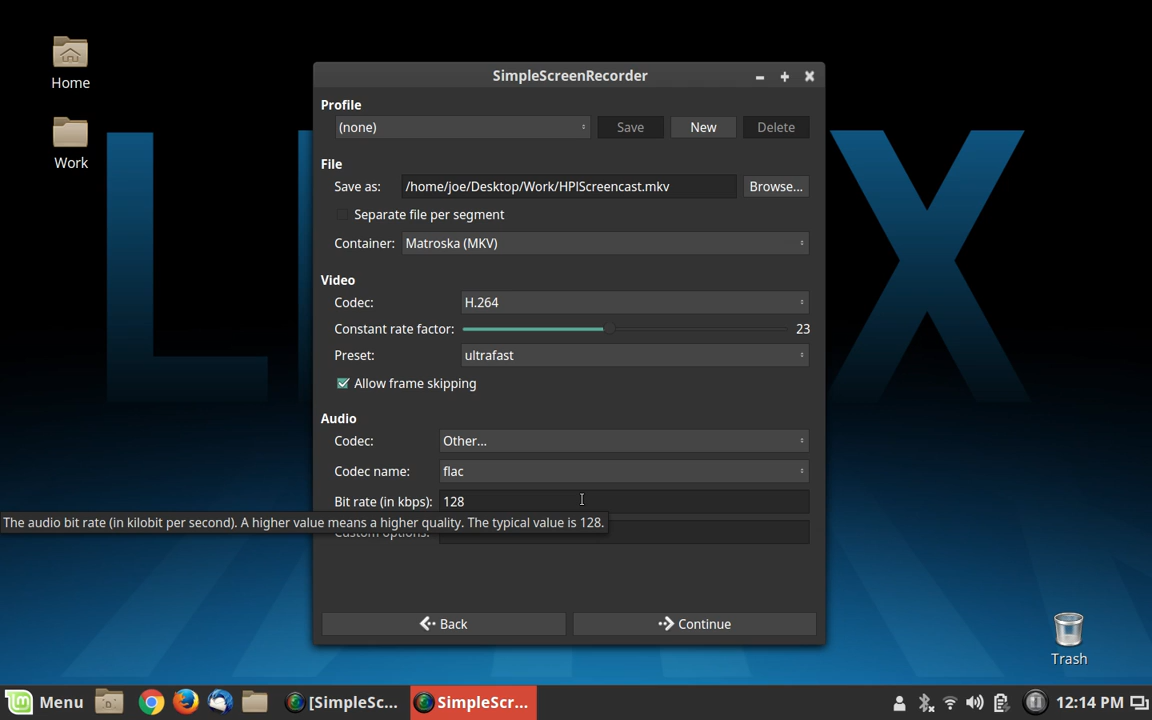 Home
Work
L
X
SimpleScreenRecorder
Profile
(none)
Save
New
Delete
File
Save as:
/home/joe/Desktop/Work/HPIScreencast.mkv
Browse...
Separate file per segment
Container:
Matroska (MKV)
Video
Codec:
H.264
Constant rate factor:
23
Preset:
ultrafast
Allow frame skipping
Audio
Codec:
Other...
Codec name:
flac
Bit rate (in kbps):
128
The audio bit rate (in kilobit per second). A higher value means a higher quality. The typical value is 128.
Custom options:
Back
Continue
Trash
Menu
[SimpleSc...
SimpleScr...
12:14 PM